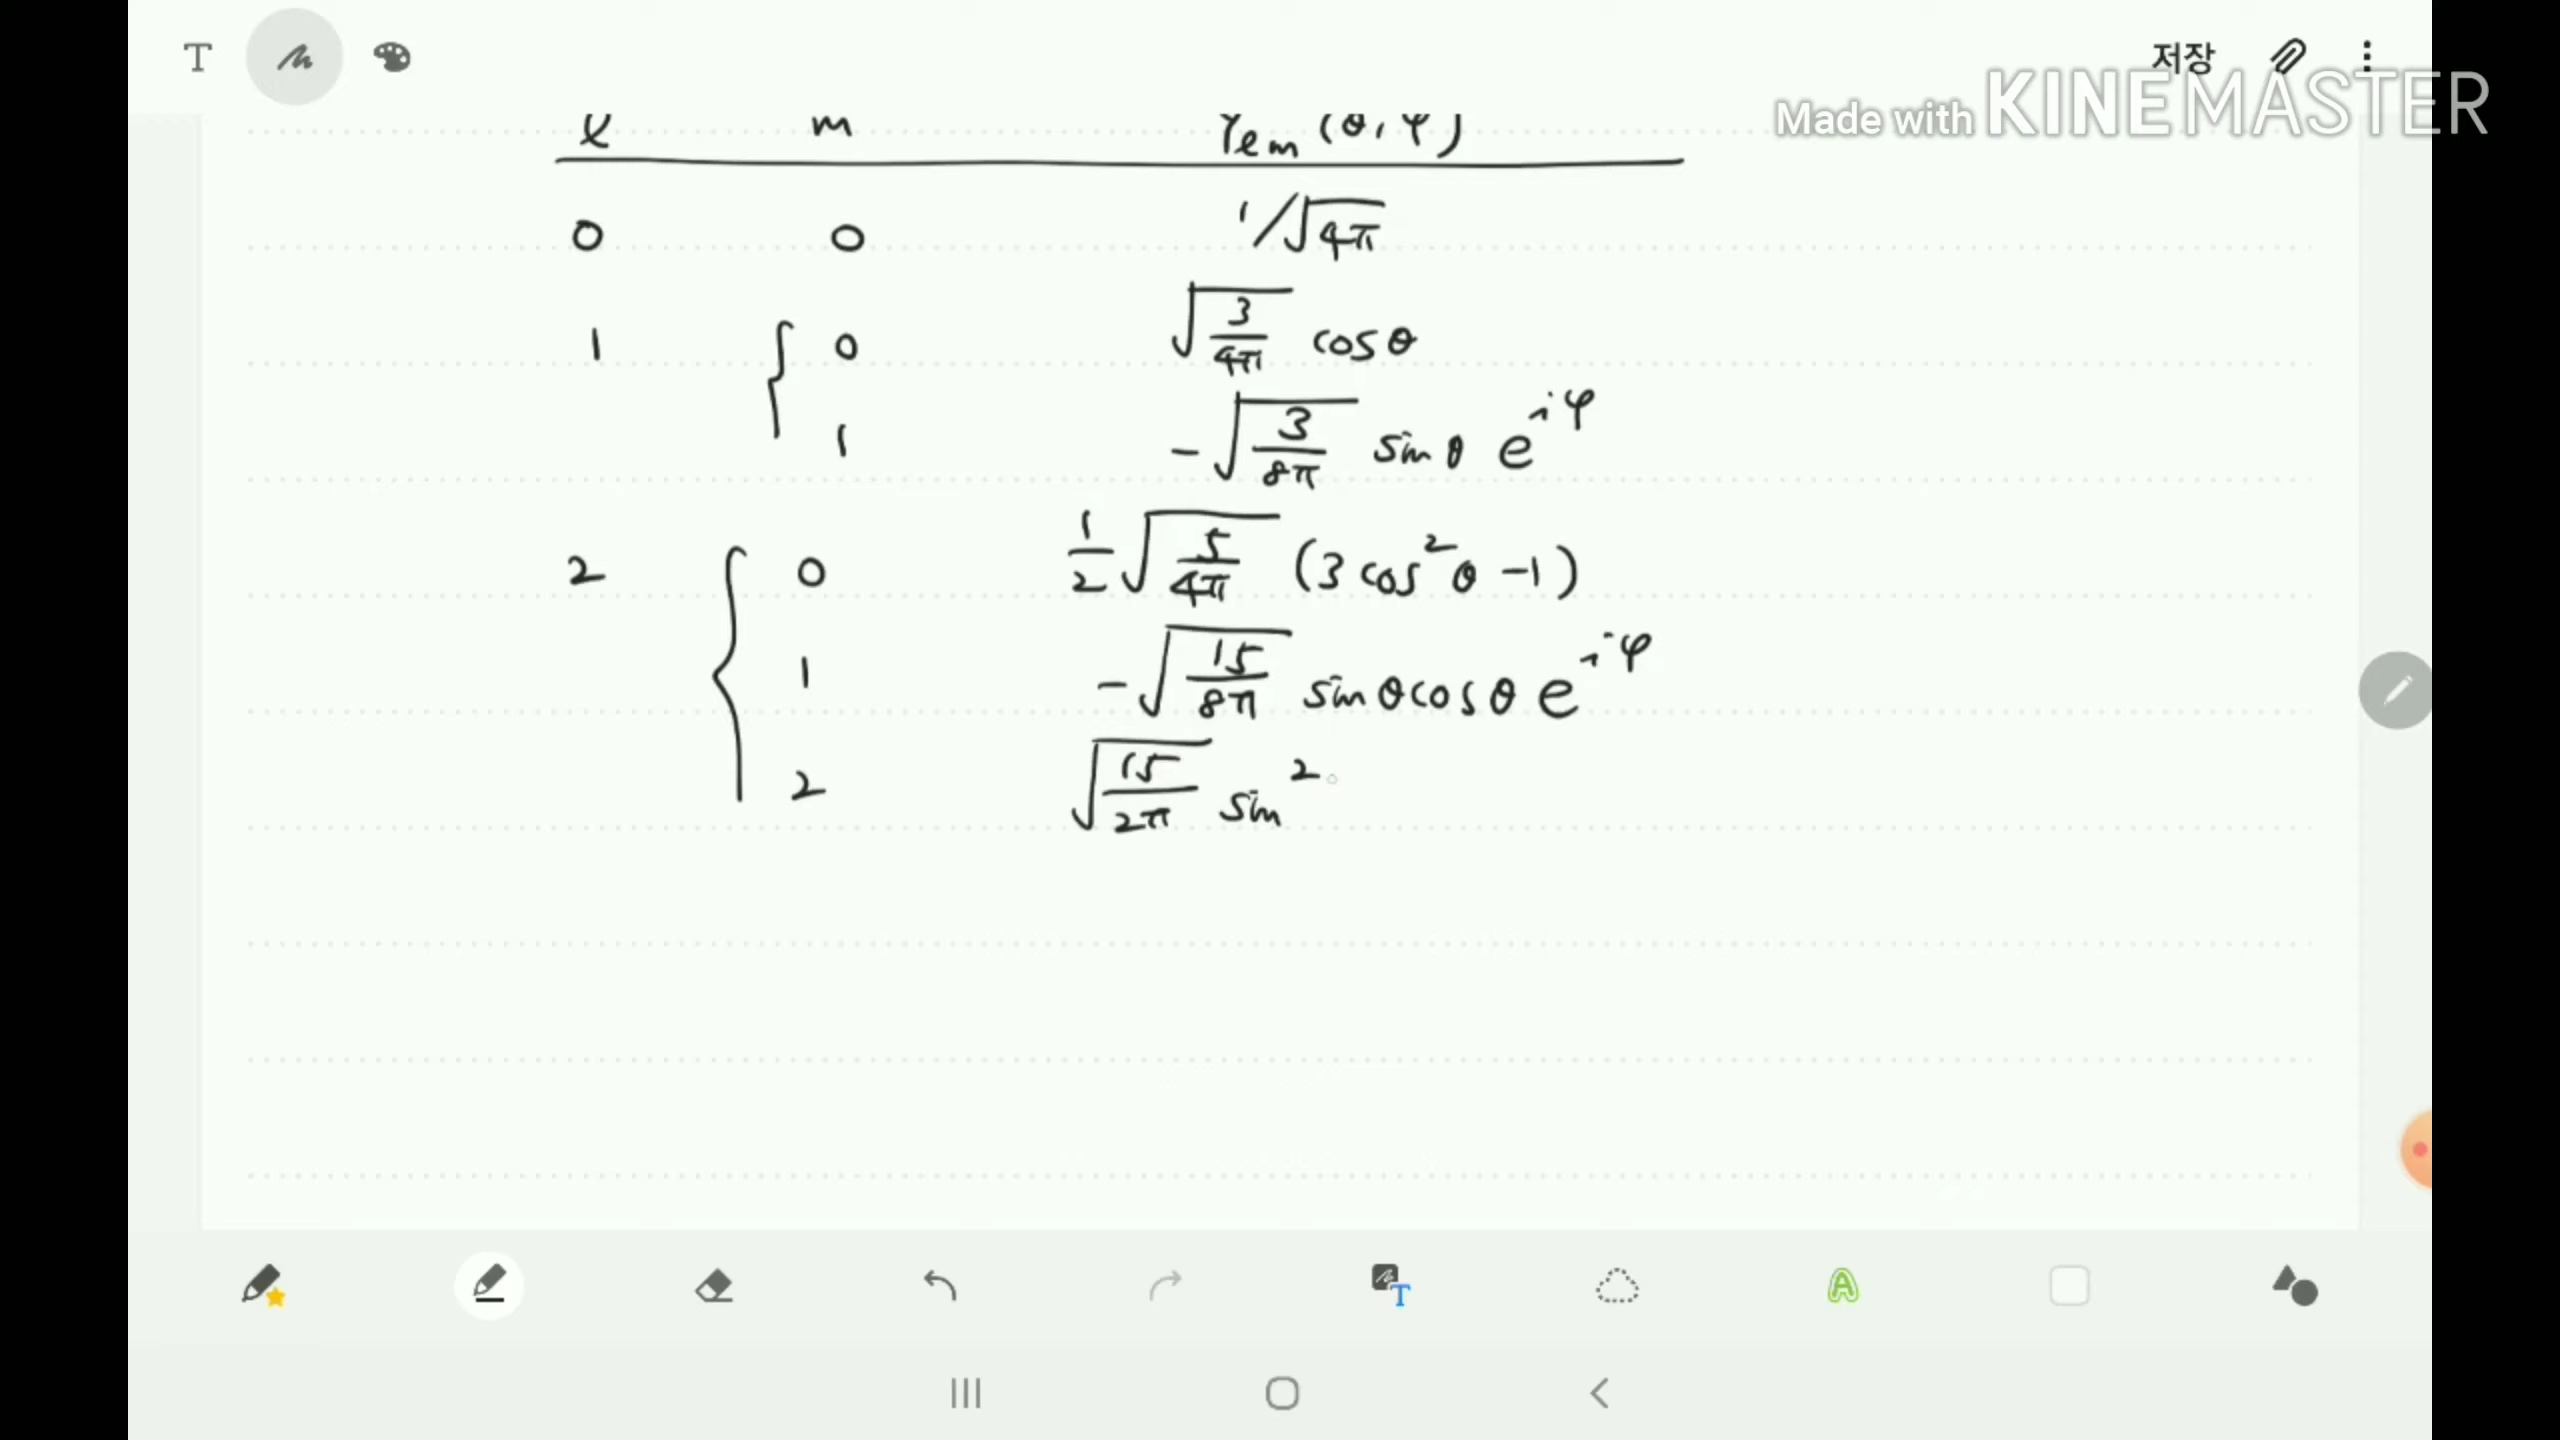 T 저장
Made with KINEMASTER
ℓ m Yℓm (θ, φ)
0 0 1/√4π
1 { 0 √(3/4π) cosθ
1 -√(3/8π) sinθ e^iφ
2 { 0 1/2 √(5/4π) (3cos²θ -1)
1 -√(15/8π) sinθcosθ e^iφ
2 √(15/2π) sin²
T A